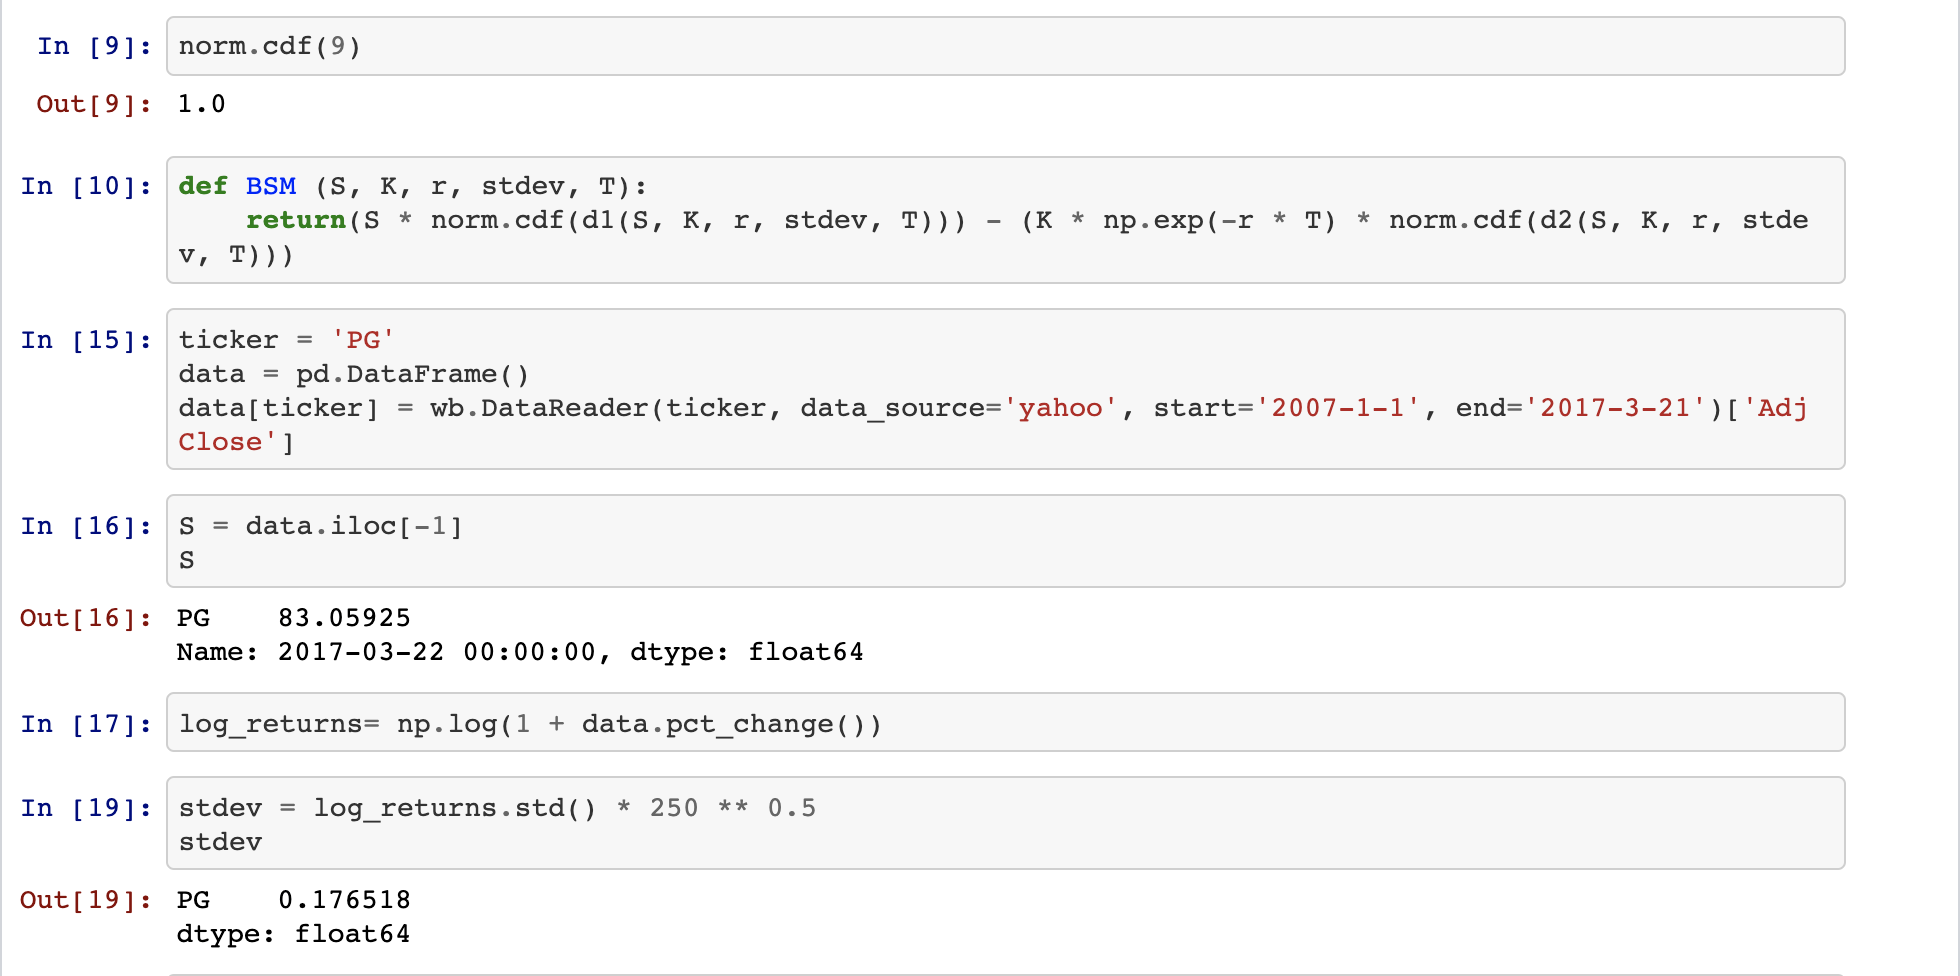 In [9]: norm.cdf(9)
Out[9]: 1.0
In [10]: def BSM (S, K, r, stdev, T):
    return(S * norm.cdf(d1(S, K, r, stdev, T))) - (K * np.exp(-r * T) * norm.cdf(d2(S, K, r, stde
v, T)))
In [15]: ticker = 'PG'
data = pd.DataFrame()
data[ticker] = wb.DataReader(ticker, data_source='yahoo', start='2007-1-1', end='2017-3-21')['Adj
Close']
In [16]: S = data.iloc[-1]
S
Out[16]: PG    83.05925
Name: 2017-03-22 00:00:00, dtype: float64
In [17]: log_returns= np.log(1 + data.pct_change())
In [19]: stdev = log_returns.std() * 250 ** 0.5
stdev
Out[19]: PG    0.176518
dtype: float64